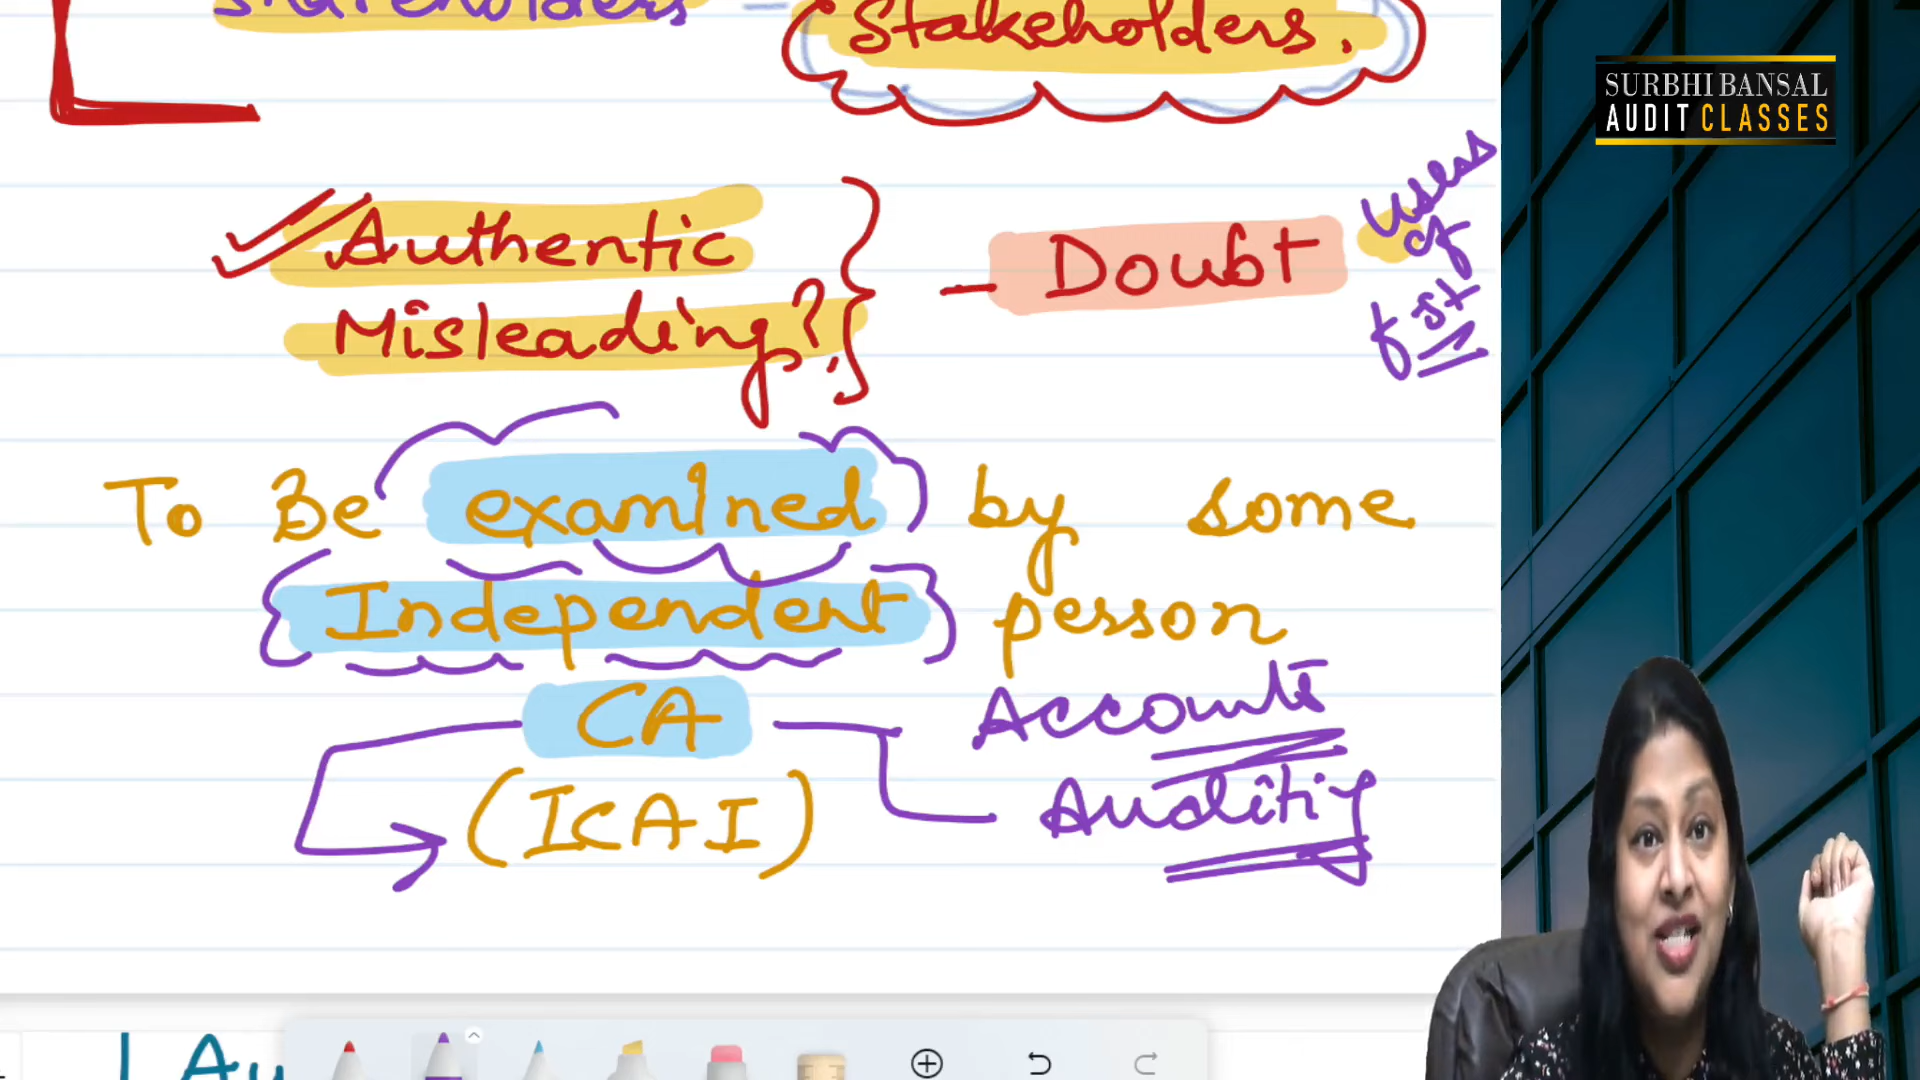 shareholders - Stakeholders.
SURBHI BANSAL
AUDIT CLASSES
Authentic
Misleading?
- Doubt
users
of
f.st
To Be examined by some
Independent person
CA
Accounts
(ICAI)
Auditing